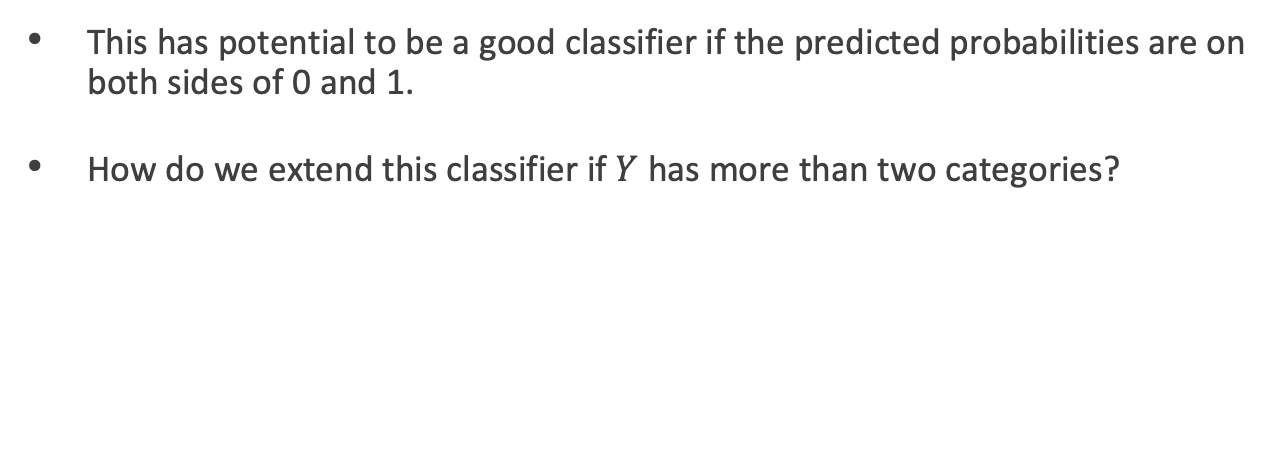 • This has potential to be a good classifier if the predicted probabilities are on
both sides of 0 and 1.
• How do we extend this classifier if Y has more than two categories?